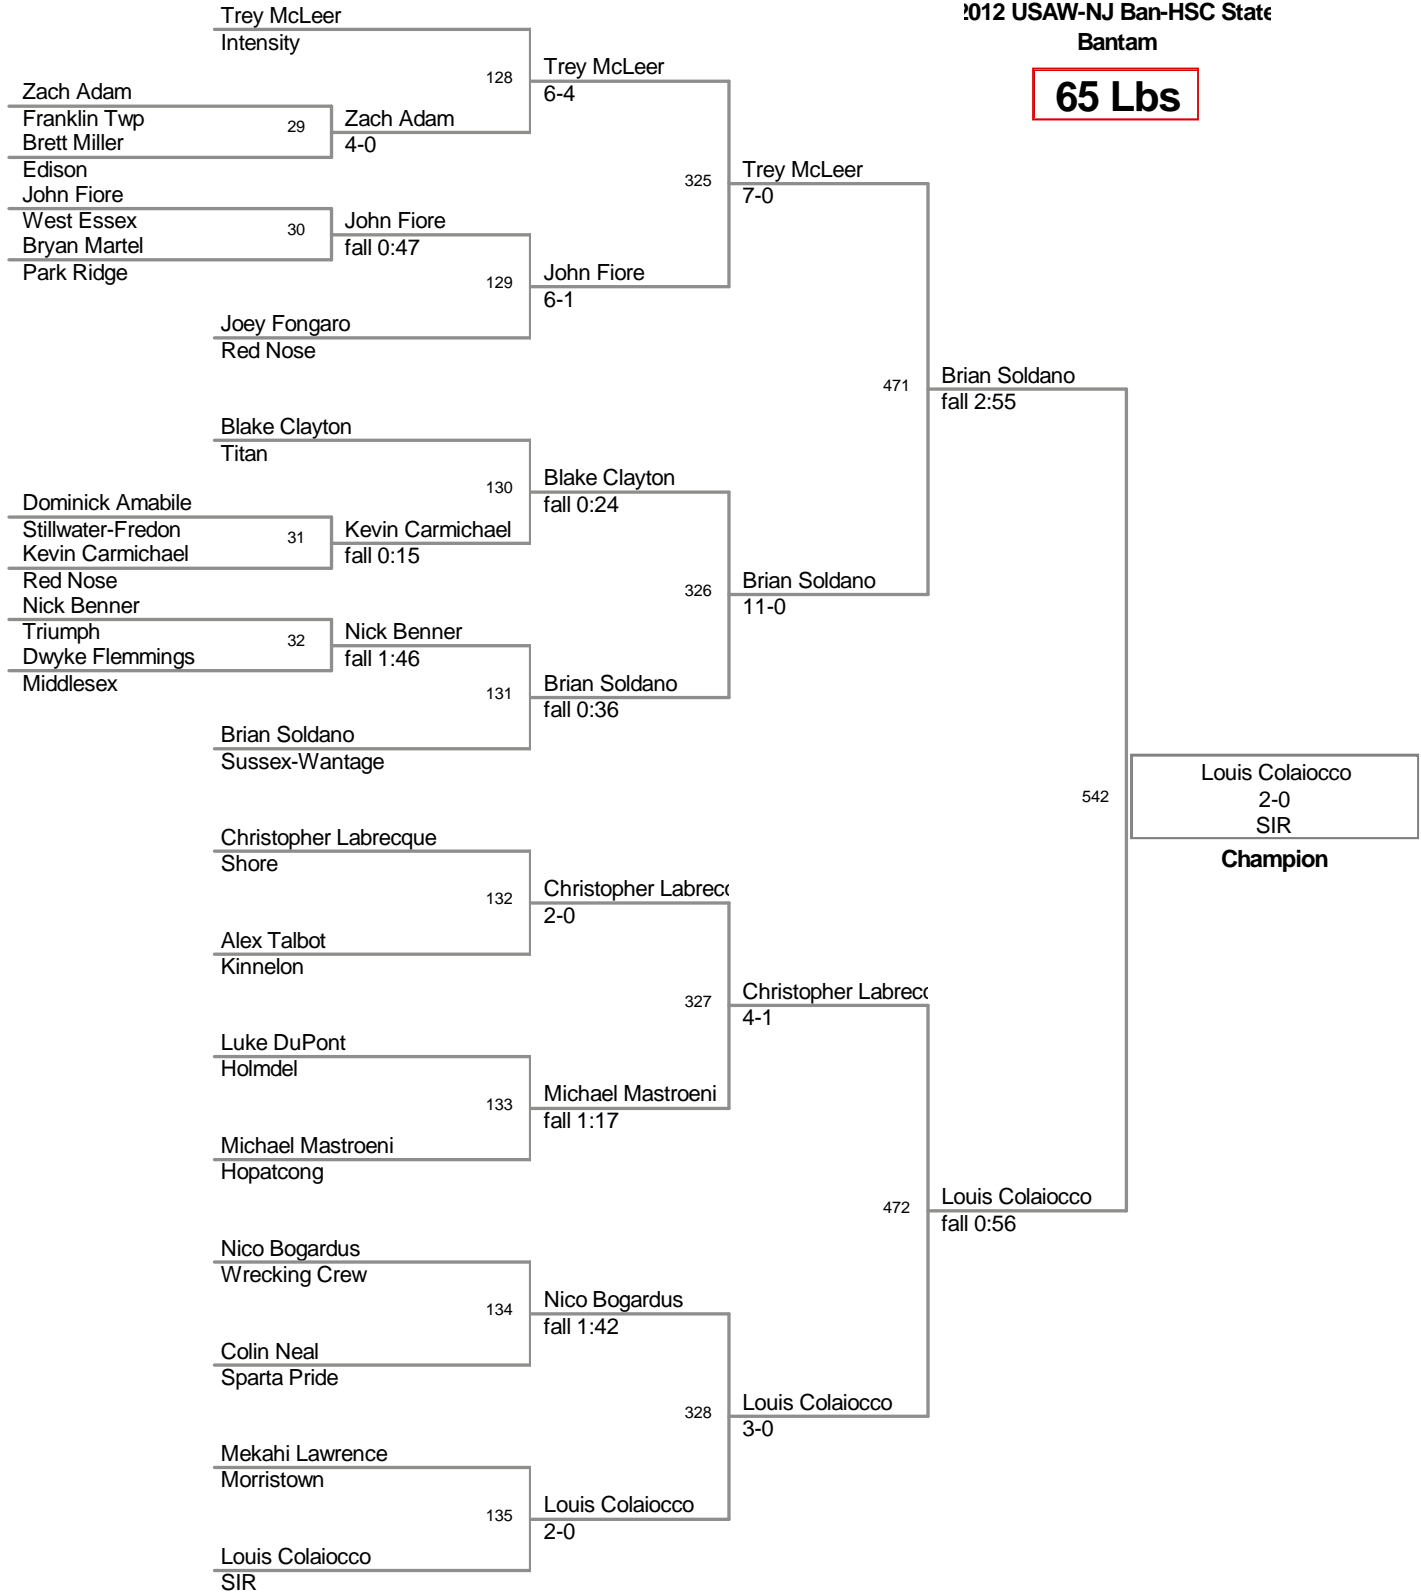 2012 USAW-NJ Ban-HSC State
Bantam
65 Lbs
Trey McLeer
Intensity
128
Trey McLeer
6-4
Zach Adam
Franklin Twp
29
Zach Adam
4-0
Brett Miller
Edison
325
Trey McLeer
7-0
John Fiore
West Essex
30
John Fiore
fall 0:47
Bryan Martel
Park Ridge
129
John Fiore
6-1
Joey Fongaro
Red Nose
471
Brian Soldano
fall 2:55
Blake Clayton
Titan
130
Blake Clayton
fall 0:24
Dominick Amabile
Stillwater-Fredon
31
Kevin Carmichael
fall 0:15
Kevin Carmichael
Red Nose
326
Brian Soldano
11-0
Nick Benner
Triumph
32
Nick Benner
fall 1:46
Dwyke Flemmings
Middlesex
131
Brian Soldano
fall 0:36
Brian Soldano
Sussex-Wantage
542
Louis Colaiocco
2-0
SIR
Champion
Christopher Labrecque
Shore
132
Christopher Labrecc
2-0
Alex Talbot
Kinnelon
327
Christopher Labrecc
4-1
Luke DuPont
Holmdel
133
Michael Mastroeni
fall 1:17
Michael Mastroeni
Hopatcong
472
Louis Colaiocco
fall 0:56
Nico Bogardus
Wrecking Crew
134
Nico Bogardus
fall 1:42
Colin Neal
Sparta Pride
328
Louis Colaiocco
3-0
Mekahi Lawrence
Morristown
135
Louis Colaiocco
2-0
Louis Colaiocco
SIR